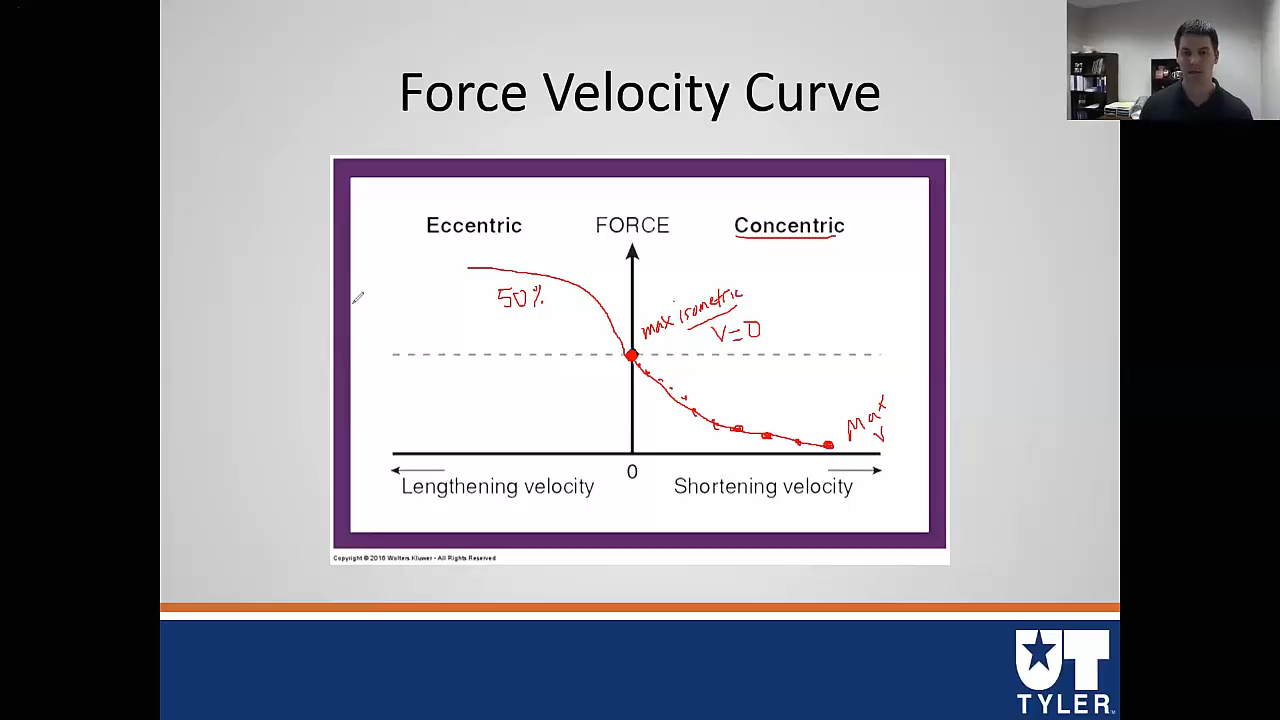 Force Velocity Curve
Eccentric FORCE Concentric
50%
max isometric
V=0
Max
V
0
Lengthening velocity Shortening velocity
Copyright © 2016 Wolters Kluwer - All Rights Reserved
UT
TYLER